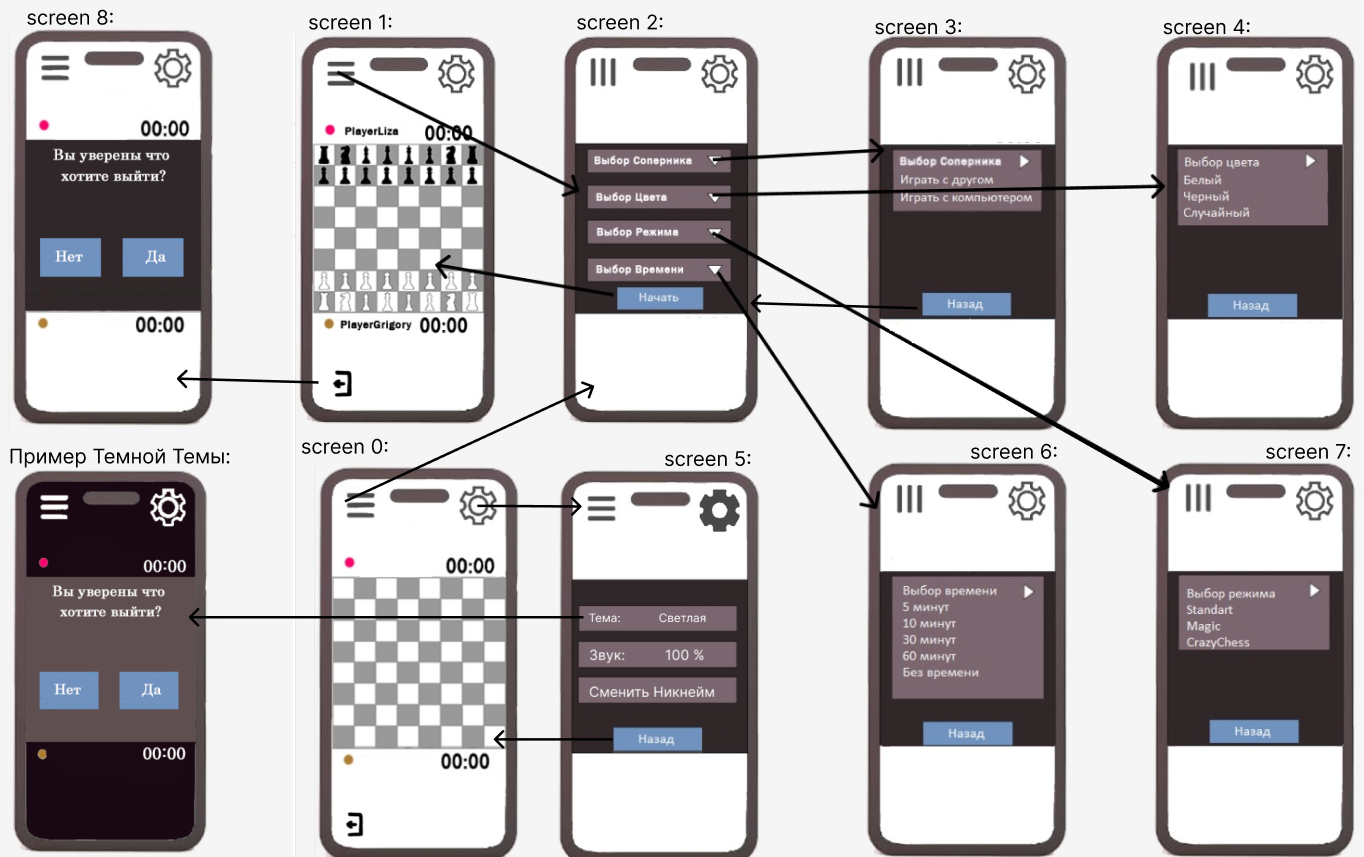 screen 8:
00:00
Вы уверены что
хотите выйти?
Нет
Да
00:00
screen 1:
PlayerLiza
00:00
PlayerGrigory
00:00
screen 2:
Выбор Соперника
Выбор Цвета
Выбор Режима
Выбор Времени
Начать
screen 3:
Выбор Соперника
Играть с другом
Играть с компьютером
Назад
screen 4:
Выбор цвета
Белый
Черный
Случайный
Назад
Пример Темной Темы:
00:00
Вы уверены что
хотите выйти?
Нет
Да
00:00
screen 0:
00:00
00:00
screen 5:
Тема: Светлая
Звук: 100 %
Сменить Никнейм
Назад
screen 6:
Выбор времени
5 минут
10 минут
30 минут
60 минут
Без времени
Назад
screen 7:
Выбор режима
Standart
Magic
CrazyChess
Назад